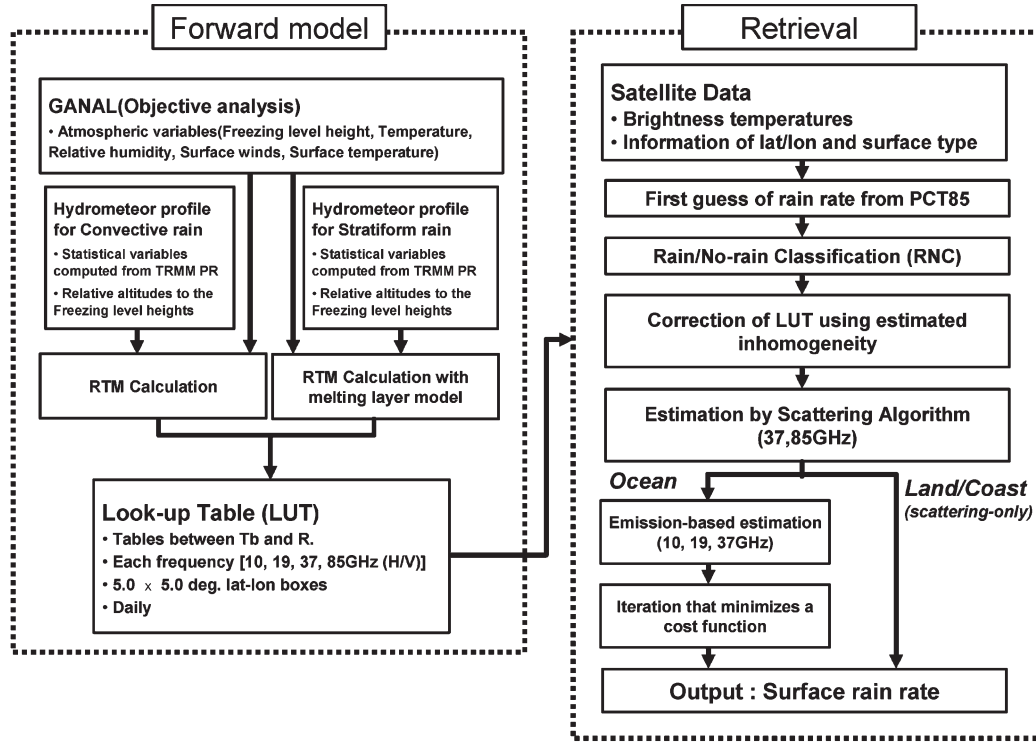 Forward model
GANAL(Objective analysis)
• Atmospheric variables(Freezing level height, Temperature,
Relative humidity, Surface winds, Surface temperature)
Hydrometeor profile
for Convective rain
• Statistical variables
computed from TRMM PR
• Relative altitudes to the
Freezing level heights
Hydrometeor profile
for Stratiform rain
• Statistical variables
computed from TRMM PR
• Relative altitudes to the
Freezing level heights
RTM Calculation
RTM Calculation with
melting layer model
Look-up Table (LUT)
• Tables between Tb and R.
• Each frequency [10, 19, 37, 85GHz (H/V)]
• 5.0 × 5.0 deg. lat-lon boxes
• Daily
Retrieval
Satellite Data
• Brightness temperatures
• Information of lat/lon and surface type
First guess of rain rate from PCT85
Rain/No-rain Classification (RNC)
Correction of LUT using estimated
inhomogeneity
Estimation by Scattering Algorithm
(37,85GHz)
Ocean
Land/Coast
(scattering-only)
Emission-based estimation
(10, 19, 37GHz)
Iteration that minimizes a
cost function
Output : Surface rain rate